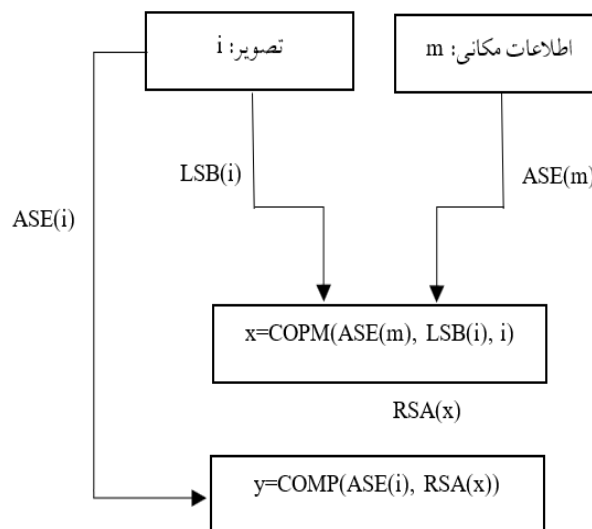 تصویر: i
اطلاعات مکانی: m
LSB(i)
ASE(m)
ASE(i)
x=COPM(ASE(m), LSB(i), i)
RSA(x)
y=COMP(ASE(i), RSA(x))